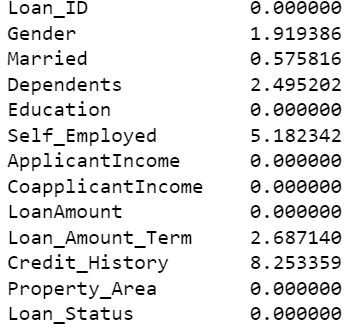 Loan_ID 0.000000
Gender 1.919386
Married 0.575816
Dependents 2.495202
Education 0.000000
Self_Employed 5.182342
ApplicantIncome 0.000000
CoapplicantIncome 0.000000
LoanAmount 0.000000
Loan_Amount_Term 2.687140
Credit_History 8.253359
Property_Area 0.000000
Loan_Status 0.000000